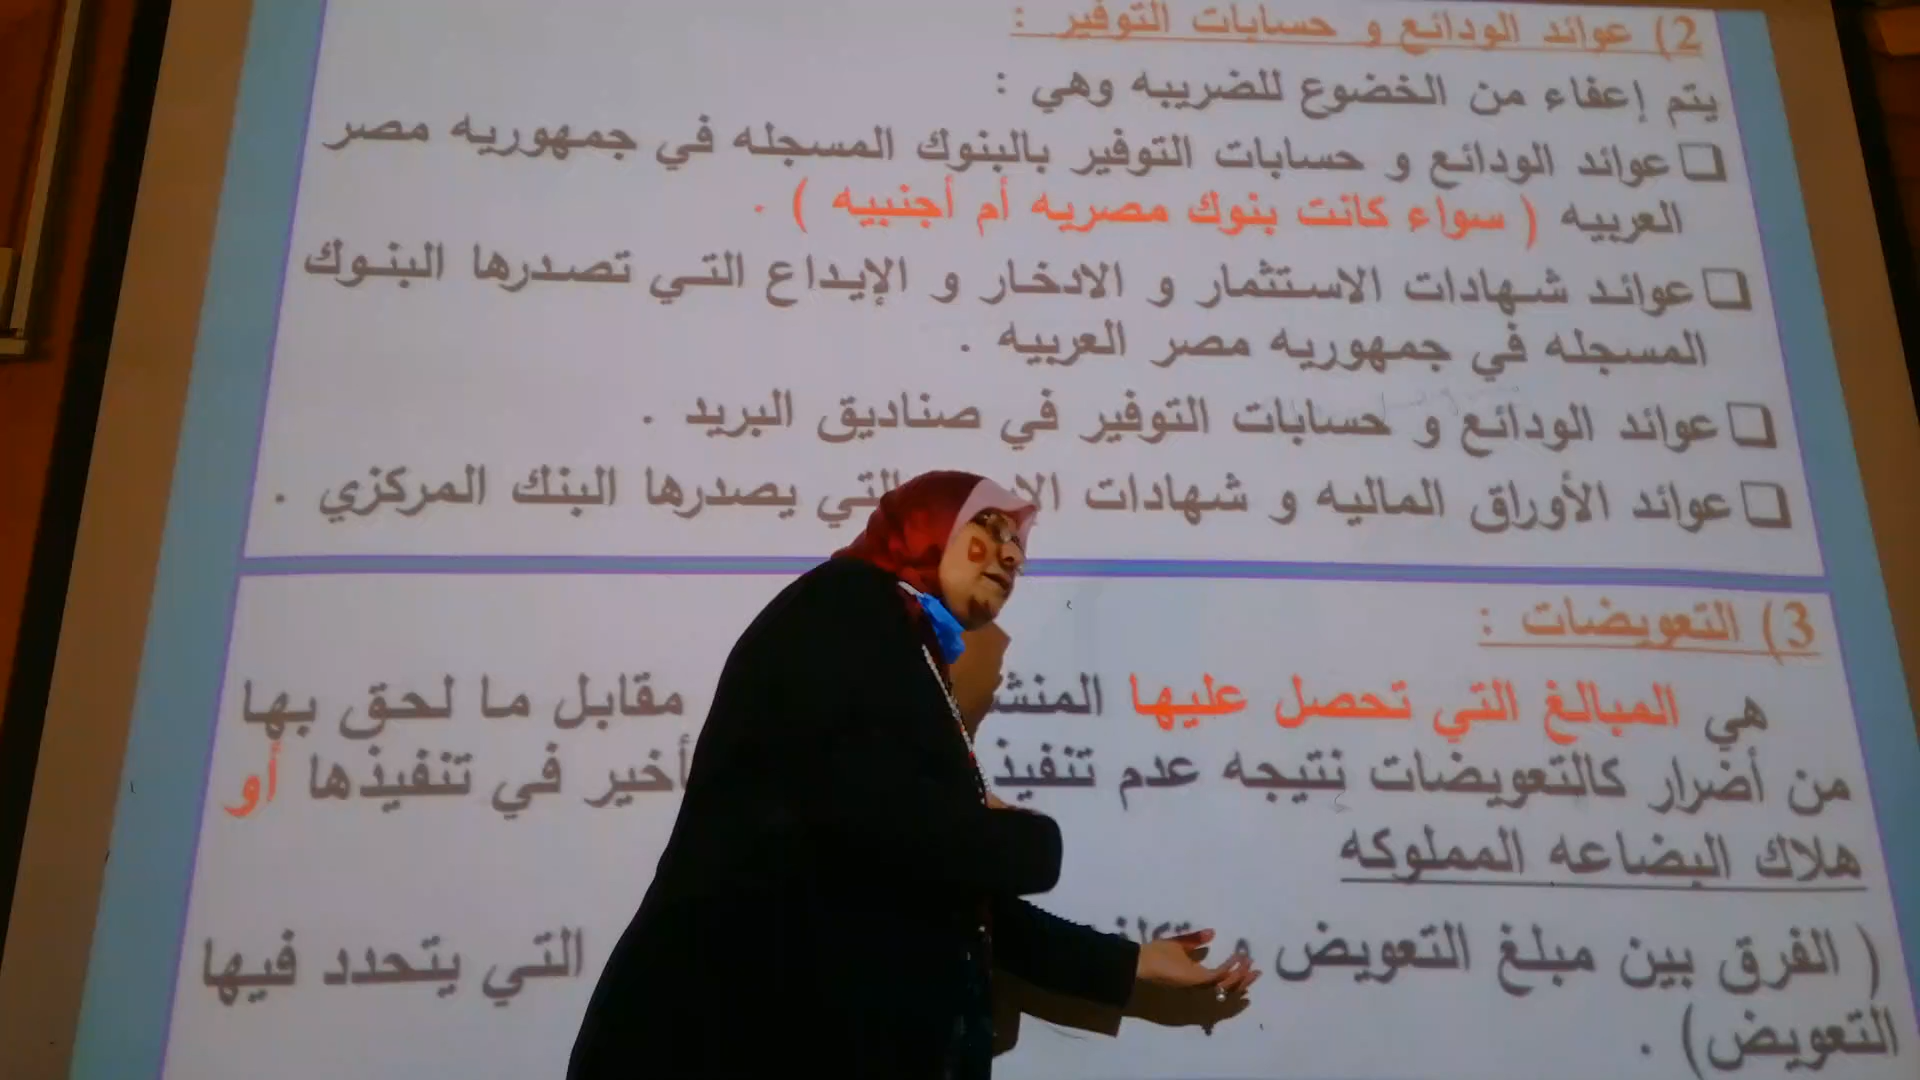 2) عوائد الودائع و حسابات التوفير :
يتم إعفاء من الخضوع للضريبه وهي :
عوائد الودائع و حسابات التوفير بالبنوك المسجله في جمهوريه مصر
العربيه ( سواء كانت بنوك مصريه أم أجنبيه ) .
عوائد شهادات الاستثمار و الادخار و الإيداع التي تصدرها البنوك
المسجله في جمهوريه مصر العربيه .
عوائد الودائع و حسابات التوفير في صناديق البريد .
عوائد الأوراق الماليه و شهادات التي يصدرها البنك المركزي .
3) التعويضات :
هي المبالغ التي تحصل عليها مقابل ما لحق بها
من أضرار كالتعويضات نتيجه عدم تنفيذ في تنفيذها أو
هلاك البضاعه المملوكه
( الفرق بين مبلغ التعويض و التي يتحدد فيها
التعويض) .